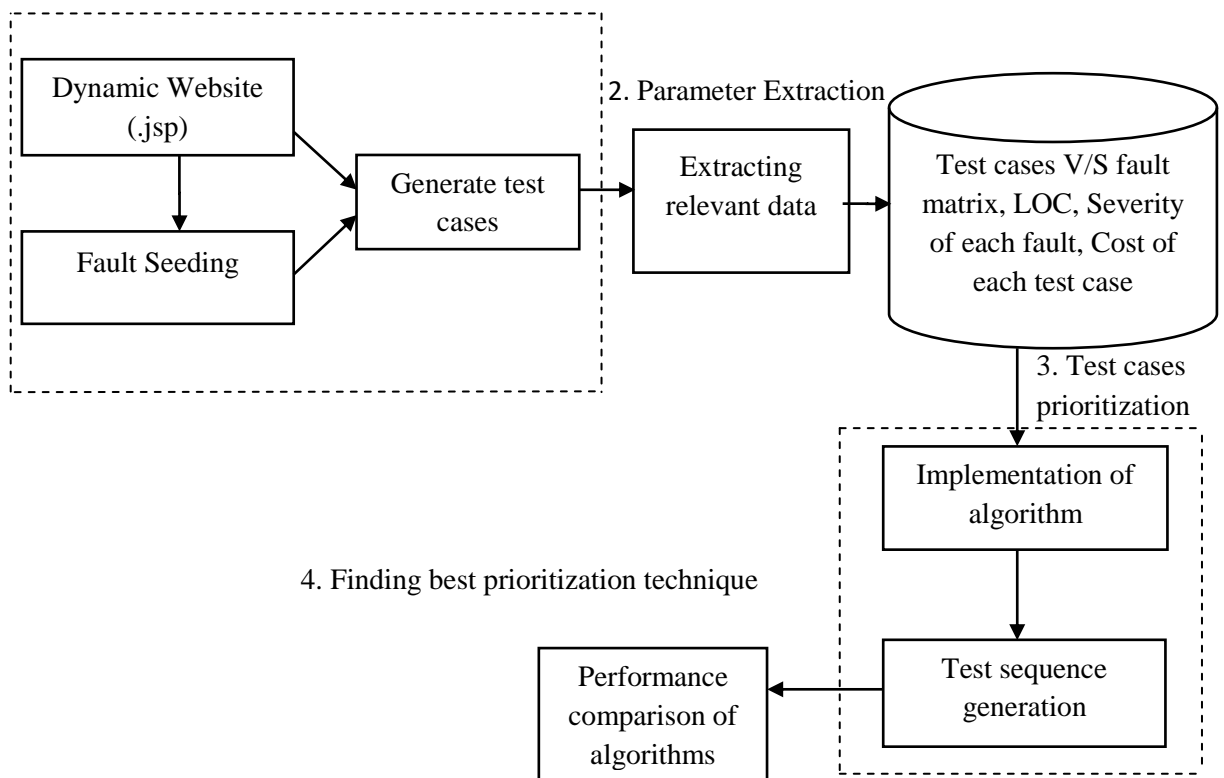 Dynamic Website
(.jsp)
Fault Seeding
Generate test
cases
2. Parameter Extraction
Extracting
relevant data
Test cases V/S fault
matrix, LOC, Severity
of each fault, Cost of
each test case
3. Test cases
prioritization
Implementation of
algorithm
Test sequence
generation
4. Finding best prioritization technique
Performance
comparison of
algorithms